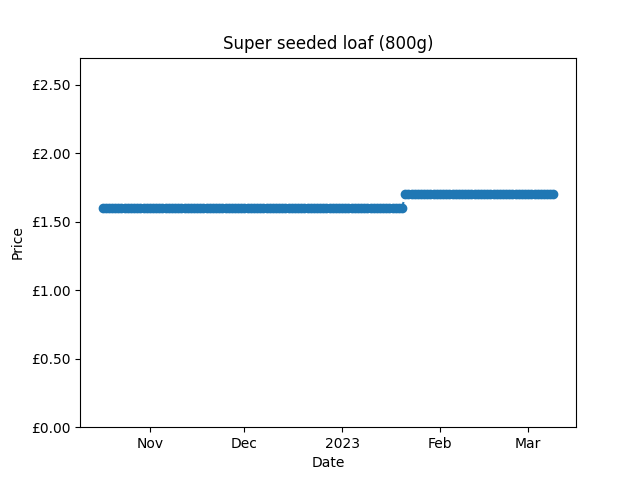 Super seeded loaf (800g)
£2.50
£2.00
£1.50
£1.00
£0.50
£0.00
Price
Nov Dec 2023 Feb Mar
Date